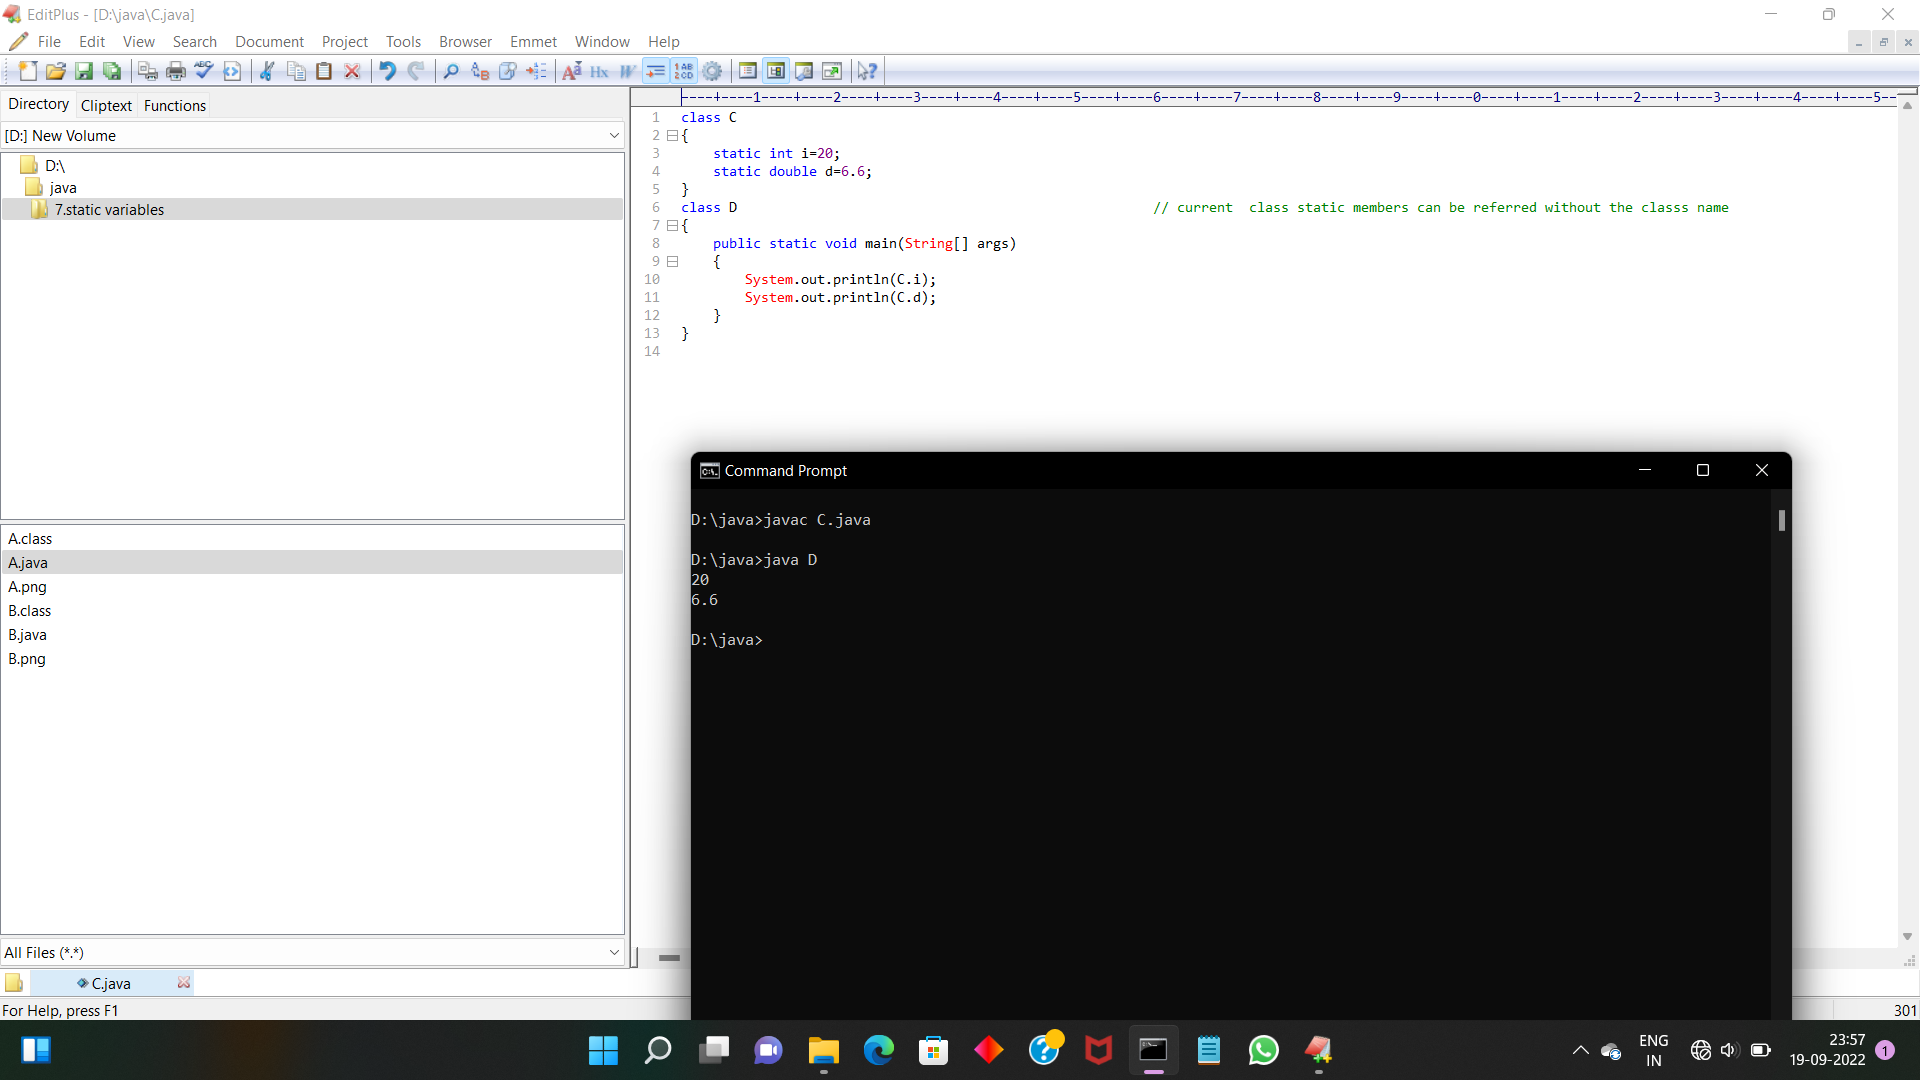 EditPlus - [D:\java\C.java]
File Edit View Search Document Project Tools Browser Emmet Window Help
Directory Cliptext Functions
[D:] New Volume
D:\
java
7.static variables
A.class
A.java
A.png
B.class
B.java
B.png
All Files (*.*)
C.java
For Help, press F1
----+----1----+----2----+----3----+----4----+----5----+----6----+----7----+----8----+----9----+----0----+----1----+----2----+----3----+----4----+----5--
1 class C
2 {
3 static int i=20;
4 static double d=6.6;
5 }
6 class D // current  class static members can be referred without the classs name
7 {
8 public static void main(String[] args)
9 {
10 System.out.println(C.i);
11 System.out.println(C.d);
12 }
13 }
14
Command Prompt
D:\java>javac C.java
D:\java>java D
20
6.6
D:\java>
301
ENG
IN
23:57
19-09-2022
1